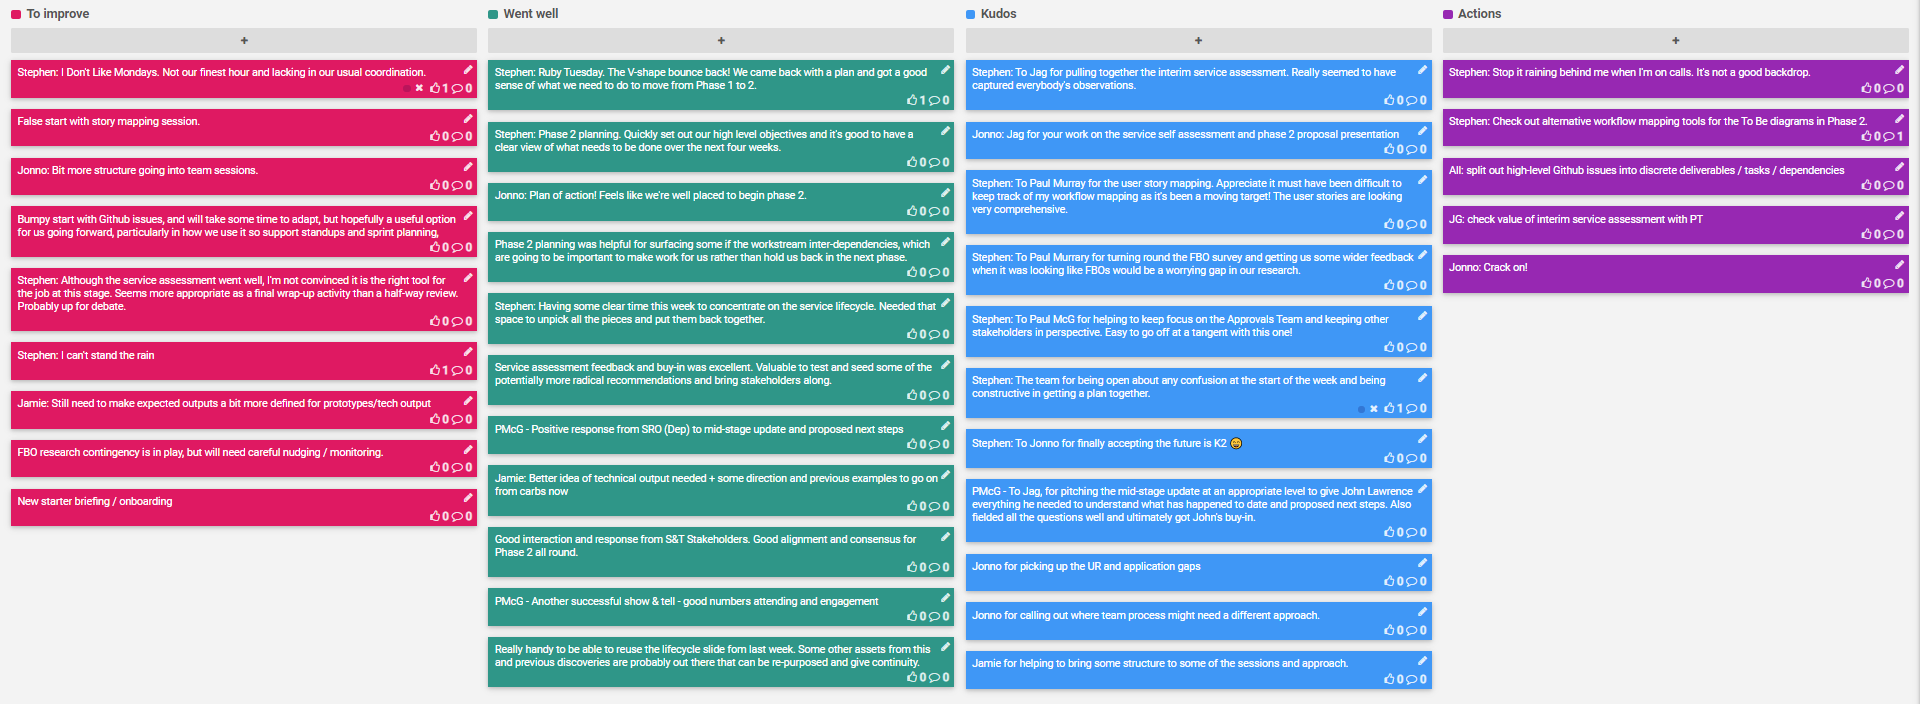 To improve
+
Stephen: I Don't Like Mondays. Not our finest hour and lacking in our usual coordination.
1 0
False start with story mapping session.
0 0
Jonno: Bit more structure going into team sessions.
0 0
Bumpy start with Github issues, and will take some time to adapt, but hopefully a useful option
for us going forward, particularly in how we use it so support standups and sprint planning,
0 0
Stephen: Although the service assessment went well, I'm not convinced it is the right tool for
the job at this stage. Seems more appropriate as a final wrap-up activity than a half-way review.
Probably up for debate.
0 0
Stephen: I can't stand the rain
1 0
Jamie: Still need to make expected outputs a bit more defined for prototypes/tech output
0 0
FBO research contingency is in play, but will need careful nudging / monitoring.
0 0
New starter briefing / onboarding
0 0
Went well
+
Stephen: Ruby Tuesday. The V-shape bounce back! We came back with a plan and got a good
sense of what we need to do to move from Phase 1 to 2.
1 0
Stephen: Phase 2 planning. Quickly set out our high level objectives and it's good to have a
clear view of what needs to be done over the next four weeks.
0 0
Jonno: Plan of action! Feels like we're well placed to begin phase 2.
0 0
Phase 2 planning was helpful for surfacing some if the workstream inter-dependencies, which
are going to be important to make work for us rather than hold us back in the next phase.
0 0
Stephen: Having some clear time this week to concentrate on the service lifecycle. Needed that
space to unpick all the pieces and put them back together.
0 0
Service assessment feedback and buy-in was excellent. Valuable to test and seed some of the
potentially more radical recommendations and bring stakeholders along.
0 0
PMcG - Positive response from SRO (Dep) to mid-stage update and proposed next steps
0 0
Jamie: Better idea of technical output needed + some direction and previous examples to go on
from carbs now
0 0
Good interaction and response from S&T Stakeholders. Good alignment and consensus for
Phase 2 all round.
0 0
PMcG - Another successful show & tell - good numbers attending and engagement
0 0
Really handy to be able to reuse the lifecycle slide fom last week. Some other assets from this
and previous discoveries are probably out there that can be re-purposed and give continuity.
0 0
Kudos
+
Stephen: To Jag for pulling together the interim service assessment. Really seemed to have
captured everybody's observations.
0 0
Jonno: Jag for your work on the service self assessment and phase 2 proposal presentation
0 0
Stephen: To Paul Murray for the user story mapping. Appreciate it must have been difficult to
keep track of my workflow mapping as it's been a moving target! The user stories are looking
very comprehensive.
0 0
Stephen: To Paul Murrary for turning round the FBO survey and getting us some wider feedback
when it was looking like FBOs would be a worrying gap in our research.
0 0
Stephen: To Paul McG for helping to keep focus on the Approvals Team and keeping other
stakeholders in perspective. Easy to go off at a tangent with this one!
0 0
Stephen: The team for being open about any confusion at the start of the week and being
constructive in getting a plan together.
1 0
Stephen: To Jonno for finally accepting the future is K2 😄
0 0
PMcG - To Jag, for pitching the mid-stage update at an appropriate level to give John Lawrence
everything he needed to understand what has happened to date and proposed next steps. Also
fielded all the questions well and ultimately got John's buy-in.
0 0
Jonno for picking up the UR and application gaps
0 0
Jonno for calling out where team process might need a different approach.
0 0
Jamie for helping to bring some structure to some of the sessions and approach.
0 0
Actions
+
Stephen: Stop it raining behind me when I'm on calls. It's not a good backdrop.
0 0
Stephen: Check out alternative workflow mapping tools for the To Be diagrams in Phase 2.
0 1
All: split out high-level Github issues into discrete deliverables / tasks / dependencies
0 0
JG: check value of interim service assessment with PT
0 0
Jonno: Crack on!
0 0